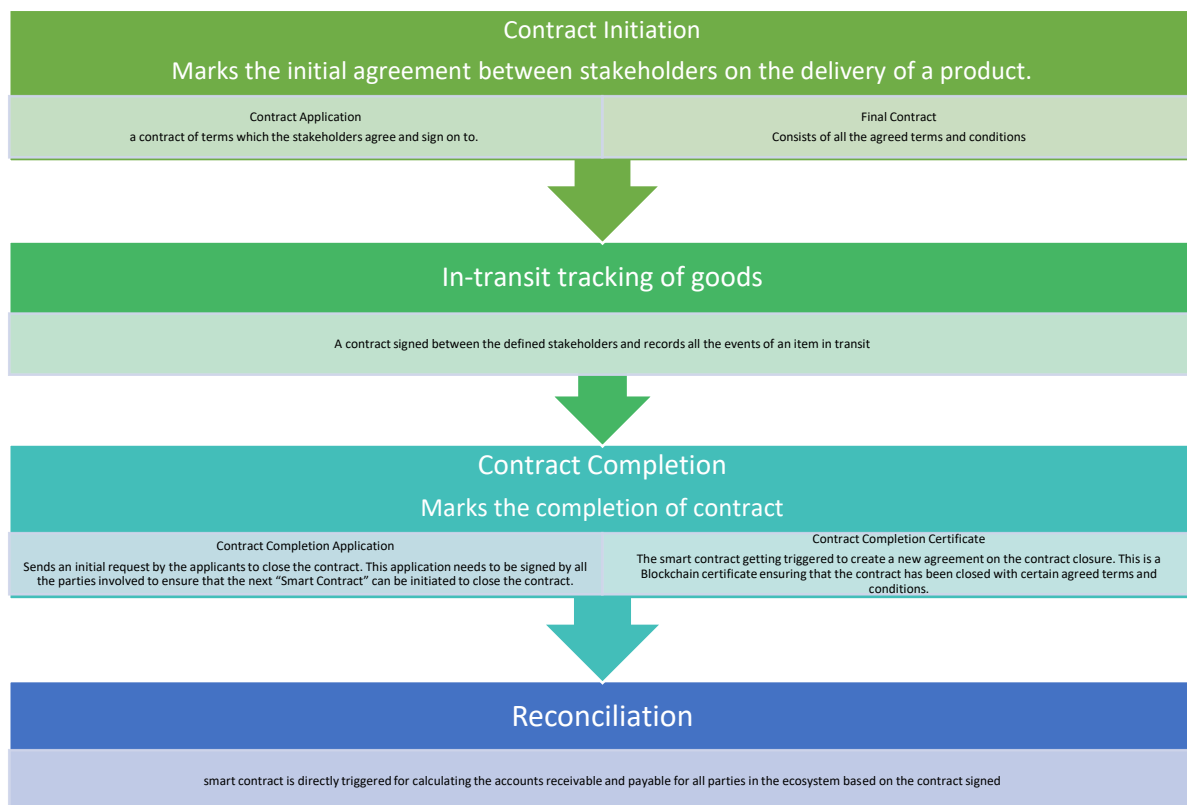 Contract Initiation
Marks the initial agreement between stakeholders on the delivery of a product.
Contract Application
a contract of terms which the stakeholders agree and sign on to.
Final Contract
Consists of all the agreed terms and conditions
In-transit tracking of goods
A contract signed between the defined stakeholders and records all the events of an item in transit
Contract Completion
Marks the completion of contract
Contract Completion Application
Sends an initial request by the applicants to close the contract. This application needs to be signed by all
the parties involved to ensure that the next “Smart Contract” can be initiated to close the contract.
Contract Completion Certificate
The smart contract getting triggered to create a new agreement on the contract closure. This is a
Blockchain certificate ensuring that the contract has been closed with certain agreed terms and
conditions.
Reconciliation
smart contract is directly triggered for calculating the accounts receivable and payable for all parties in the ecosystem based on the contract signed